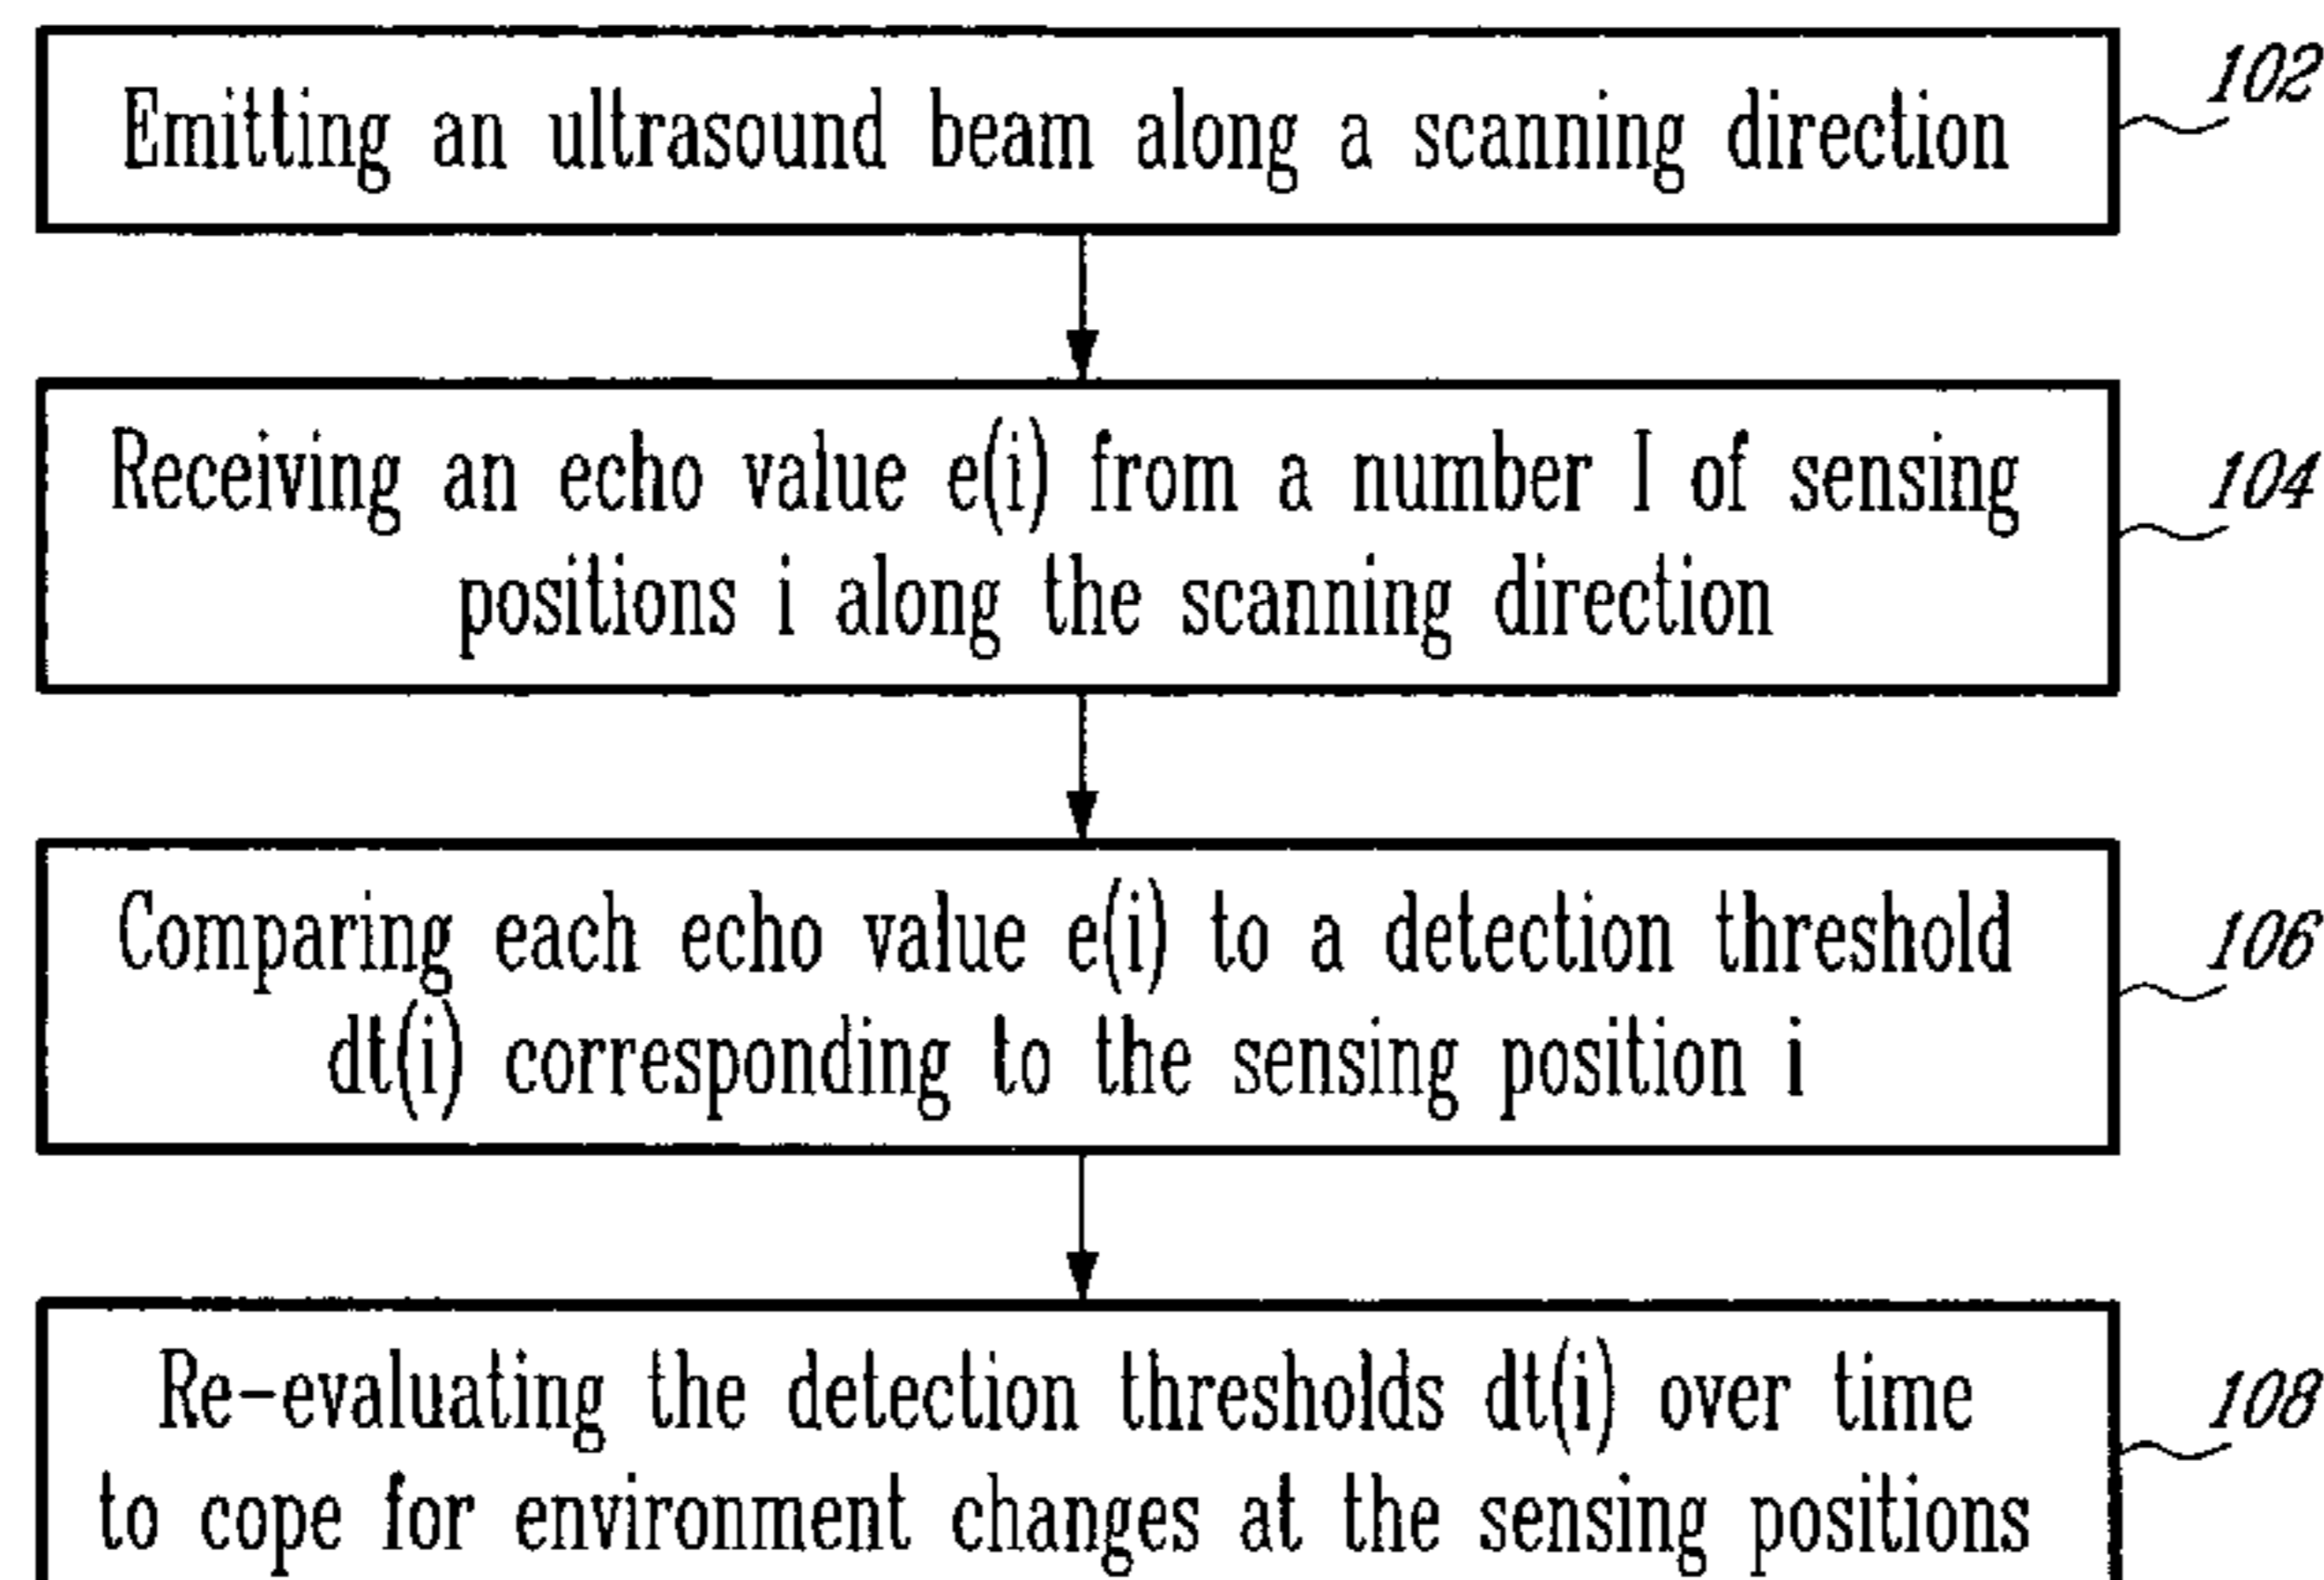 Emitting an ultrasound beam along a scanning direction
102
Receiving an echo value e(i) from a number I of sensing
positions i along the scanning direction
104
Comparing each echo value e(i) to a detection threshold
dt(i) corresponding to the sensing position i
106
Re-evaluating the detection thresholds dt(i) over time
to cope for environment changes at the sensing positions
108